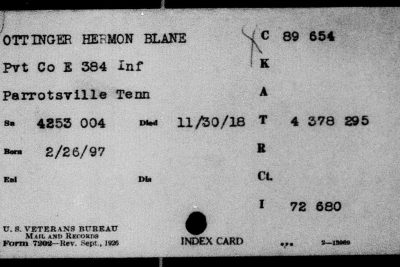 OTTINGER HERMON BLANE C 89 654
Pvt Co E 384 Inf K
Parrotsville Tenn A
Sn 4253 004 Died 11/30/18 T 4 378 295
Born 2/26/97 R
Enl Dis Ct.
I 72 680
U. S. VETERANS BUREAU
MAIL AND RECORDS
Form 7202—Rev. Sept., 1926 INDEX CARD